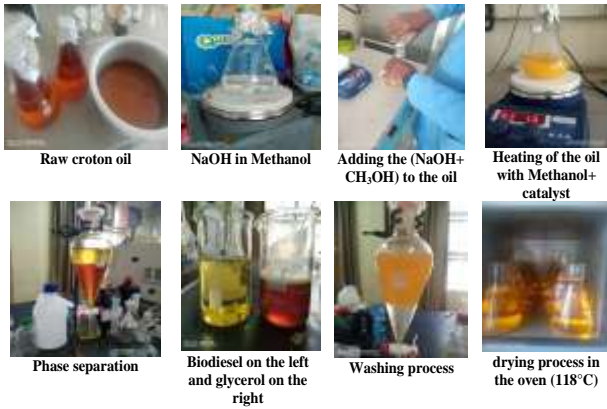 Raw croton oil
NaOH in Methanol
Adding the (NaOH+
CH₃OH) to the oil
Heating of the oil
with Methanol+
catalyst
Phase separation
Biodiesel on the left
and glycerol on the
right
Washing process
drying process in
the oven (118°C)